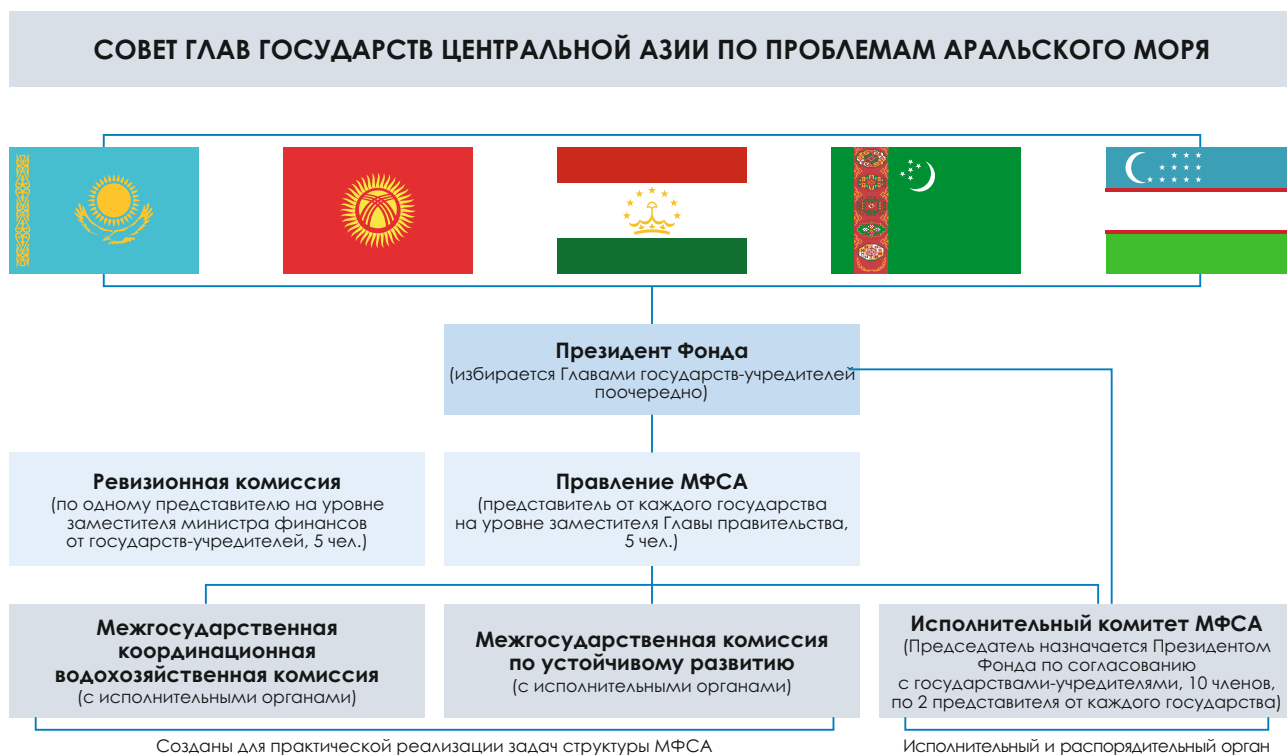 СОВЕТ ГЛАВ ГОСУДАРСТВ ЦЕНТРАЛЬНОЙ АЗИИ ПО ПРОБЛЕМАМ АРАЛЬСКОГО МОРЯ
Президент Фонда
(избирается Главами государств-учредителей
поочередно)
Ревизионная комиссия
(по одному представителю на уровне
заместителя министра финансов
от государств-учредителей, 5 чел.)
Правление МФСА
(представитель от каждого государства
на уровне заместителя Главы правительства,
5 чел.)
Межгосударственная
координационная
водохозяйственная комиссия
(с исполнительными органами)
Межгосударственная комиссия
по устойчивому развитию
(с исполнительными органами)
Исполнительный комитет МФСА
(Председатель назначается Президентом
Фонда по согласованию
с государствами-учредителями, 10 членов,
по 2 представителя от каждого государства)
Созданы для практической реализации задач структуры МФСА
Исполнительный и распорядительный орган